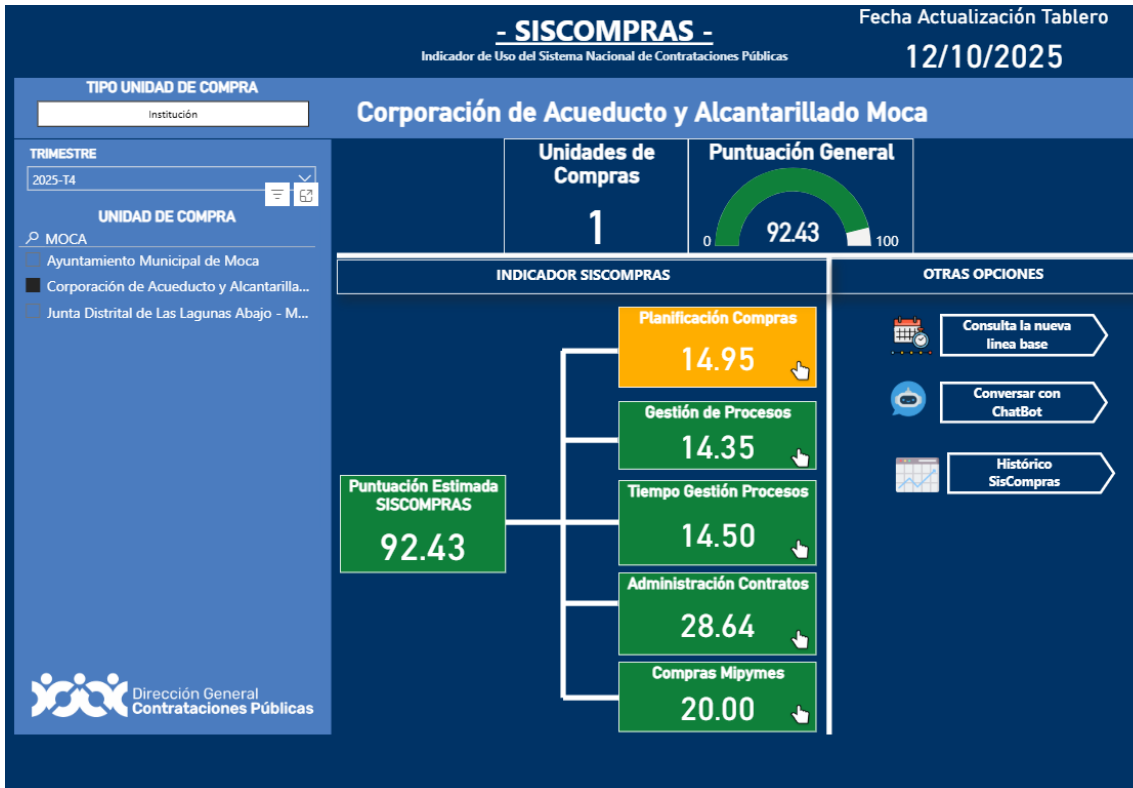 - SISCOMPRAS -
Indicador de Uso del Sistema Nacional de Contrataciones Públicas
Fecha Actualización Tablero
12/10/2025
TIPO UNIDAD DE COMPRA
Institución
Corporación de Acueducto y Alcantarillado Moca
TRIMESTRE
2025-T4
UNIDAD DE COMPRA
MOCA
Ayuntamiento Municipal de Moca
Corporación de Acueducto y Alcantarilla...
Junta Distrital de Las Lagunas Abajo - M...
Unidades de
Compras
1
Puntuación General
92.43
0
100
INDICADOR SISCOMPRAS
OTRAS OPCIONES
Puntuación Estimada
SISCOMPRAS
92.43
Planificación Compras
14.95
Gestión de Procesos
14.35
Tiempo Gestión Procesos
14.50
Administración Contratos
28.64
Compras Mipymes
20.00
Consulta la nueva
linea base
Conversar con
ChatBot
Histórico
SisCompras
Dirección General
Contrataciones Públicas